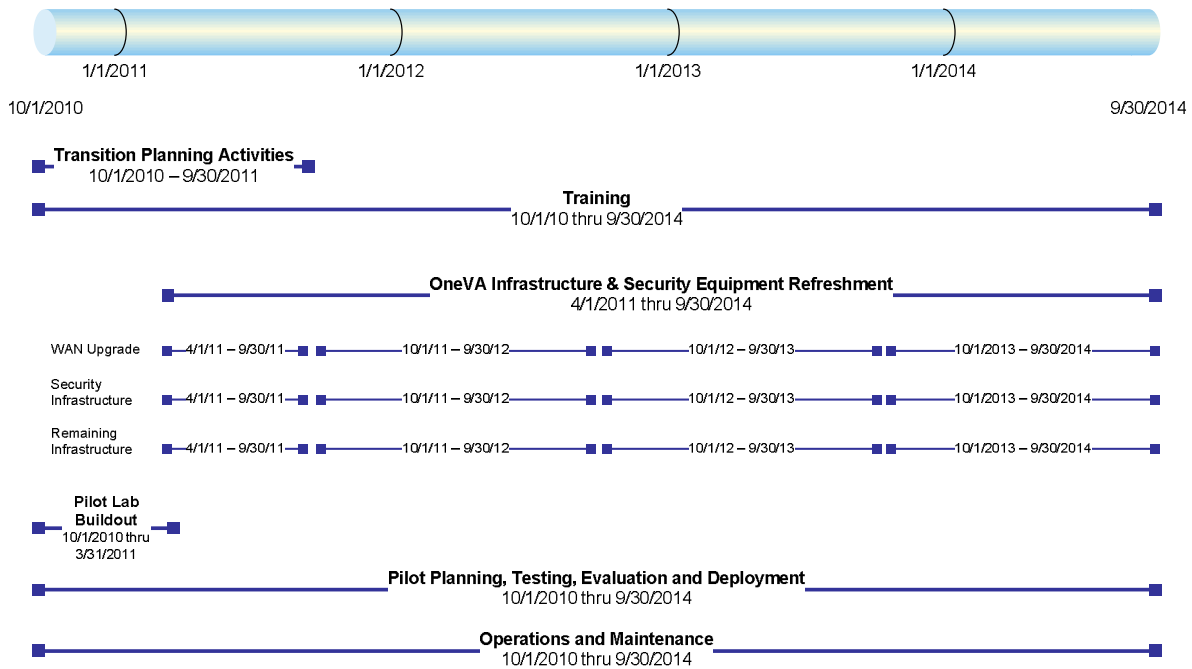 1/1/2011 1/1/2012 1/1/2013 1/1/2014
10/1/2010 9/30/2014
Transition Planning Activities
10/1/2010 – 9/30/2011
Training
10/1/10 thru 9/30/2014
OneVA Infrastructure & Security Equipment Refreshment
4/1/2011 thru 9/30/2014
WAN Upgrade 4/1/11 – 9/30/11 10/1/11 – 9/30/12 10/1/12 – 9/30/13 10/1/2013 – 9/30/2014
Security
Infrastructure 4/1/11 – 9/30/11 10/1/11 – 9/30/12 10/1/12 – 9/30/13 10/1/2013 – 9/30/2014
Remaining
Infrastructure 4/1/11 – 9/30/11 10/1/11 – 9/30/12 10/1/12 – 9/30/13 10/1/2013 – 9/30/2014
Pilot Lab
Buildout
10/1/2010 thru
3/31/2011
Pilot Planning, Testing, Evaluation and Deployment
10/1/2010 thru 9/30/2014
Operations and Maintenance
10/1/2010 thru 9/30/2014